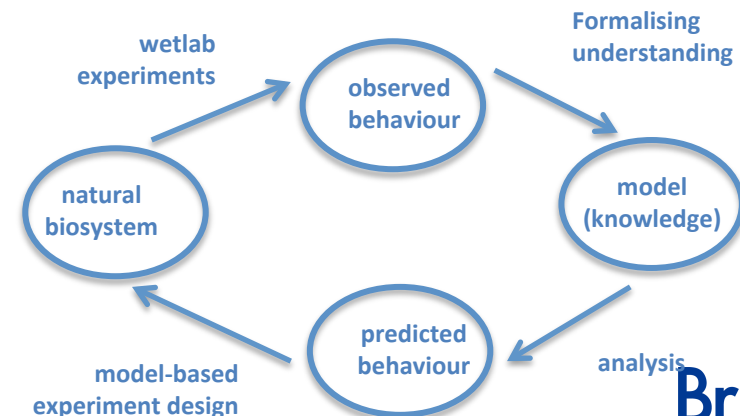 Formalising
understanding
wetlab
experiments
observed
behaviour
natural
biosystem
model
(knowledge)
predicted
behaviour
analysis
model-based
experiment design
Br